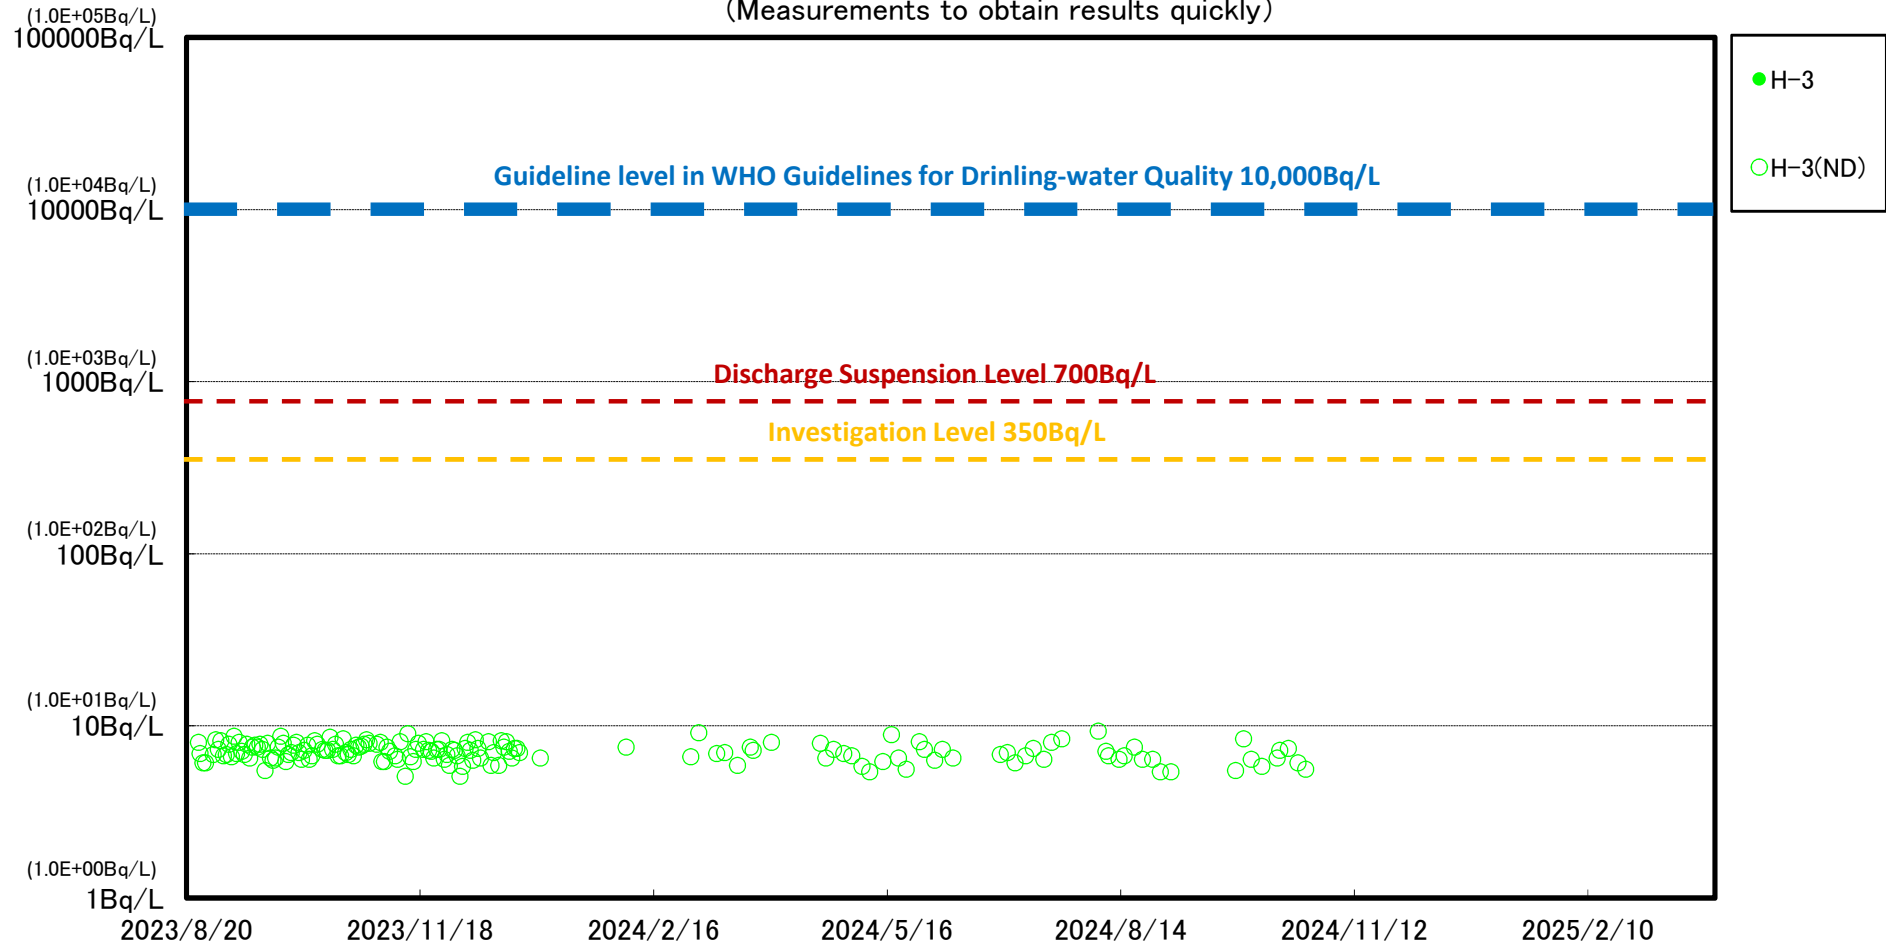 (Measurements to obtain results quickly)
(1.0E+05Bq/L)
100000Bq/L
H-3
H-3(ND)
Guideline level in WHO Guidelines for Drinling-water Quality 10,000Bq/L
(1.0E+04Bq/L)
10000Bq/L
(1.0E+03Bq/L)
1000Bq/L
Discharge Suspension Level 700Bq/L
Investigation Level 350Bq/L
(1.0E+02Bq/L)
100Bq/L
(1.0E+01Bq/L)
10Bq/L
(1.0E+00Bq/L)
1Bq/L
2023/8/20 2023/11/18 2024/2/16 2024/5/16 2024/8/14 2024/11/12 2025/2/10